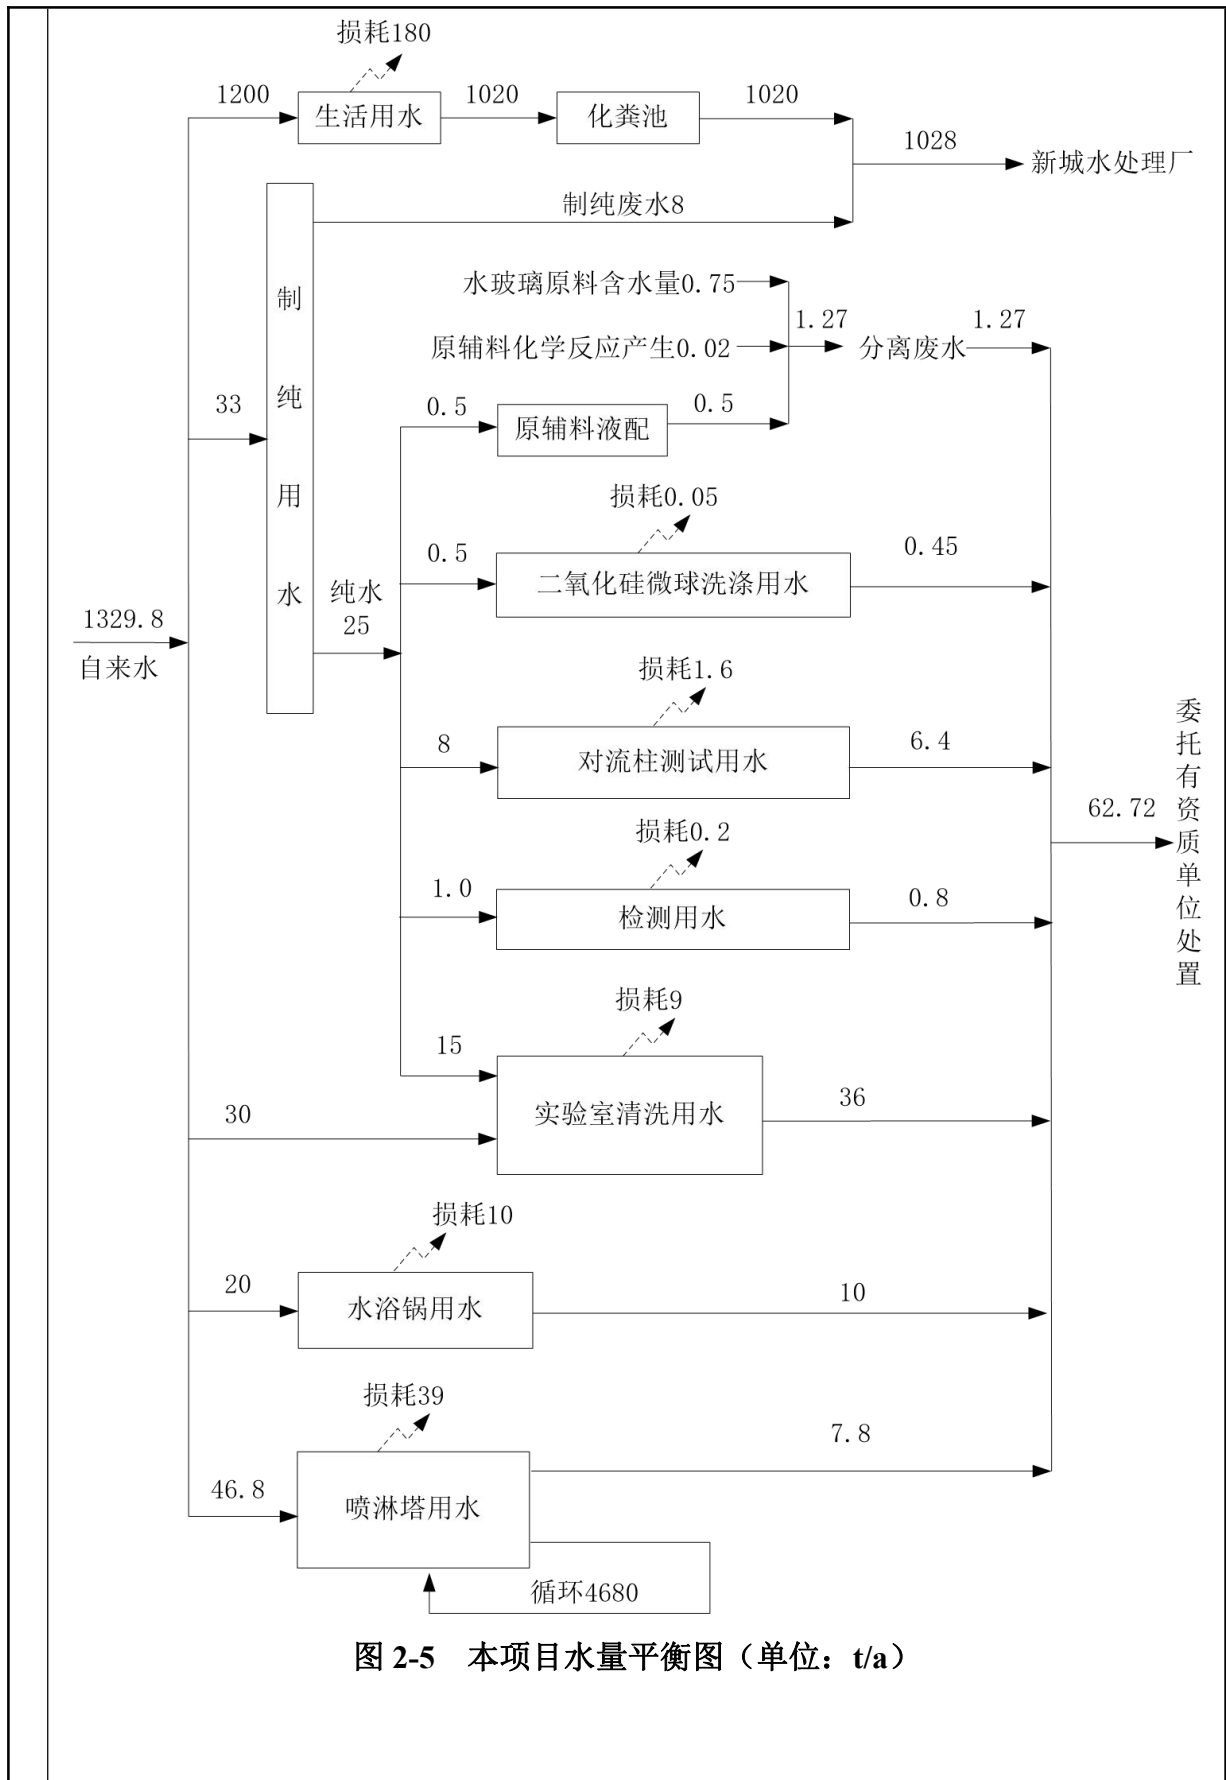 损耗180
1200
生活用水
1020
化粪池
1020
1028
新城水处理厂
制纯废水8
制纯用水
33
水玻璃原料含水量0.75
原辅料化学反应产生0.02
1.27
分离废水
1.27
0.5
原辅料液配
0.5
损耗0.05
0.5
二氧化硅微球洗涤用水
0.45
纯水
25
1329.8
自来水
损耗1.6
8
对流柱测试用水
6.4
62.72
委托有资质单位处置
损耗0.2
1.0
检测用水
0.8
损耗9
15
30
实验室清洗用水
36
损耗10
20
水浴锅用水
10
损耗39
46.8
喷淋塔用水
7.8
循环4680
图 2-5 本项目水量平衡图（单位：t/a）